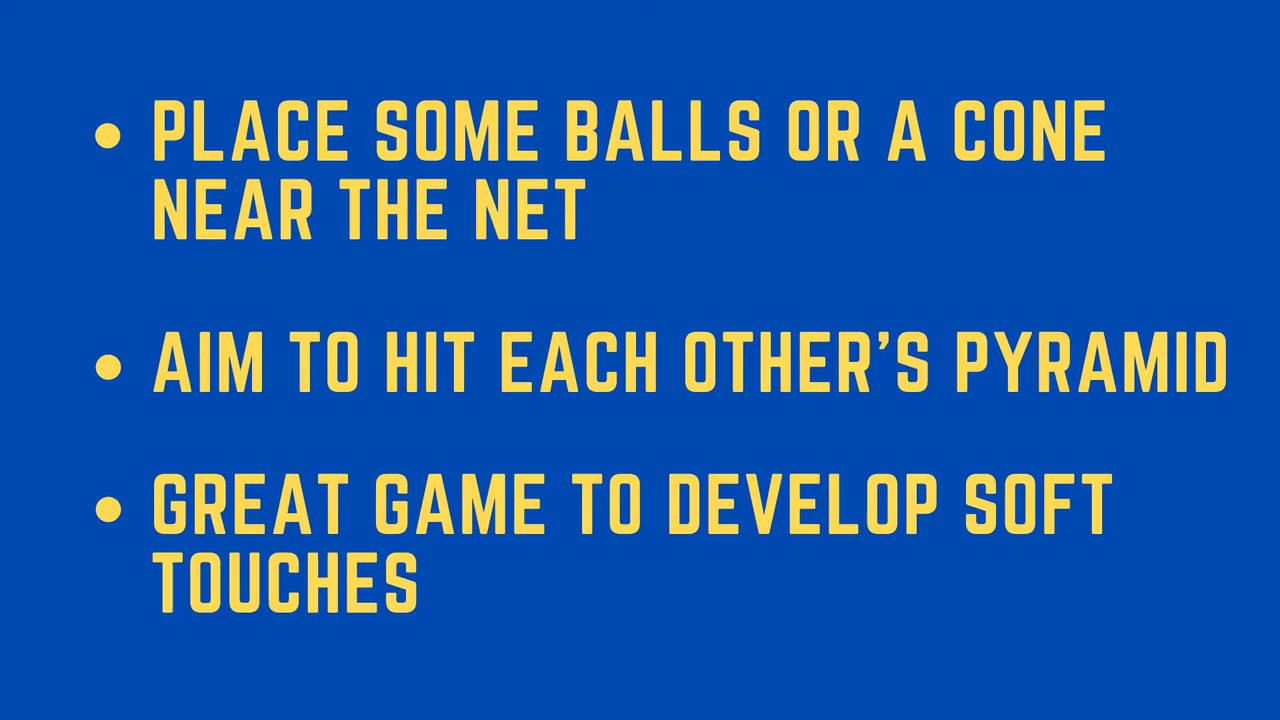 • PLACE SOME BALLS OR A CONE
NEAR THE NET
• AIM TO HIT EACH OTHER’S PYRAMID
• GREAT GAME TO DEVELOP SOFT
TOUCHES